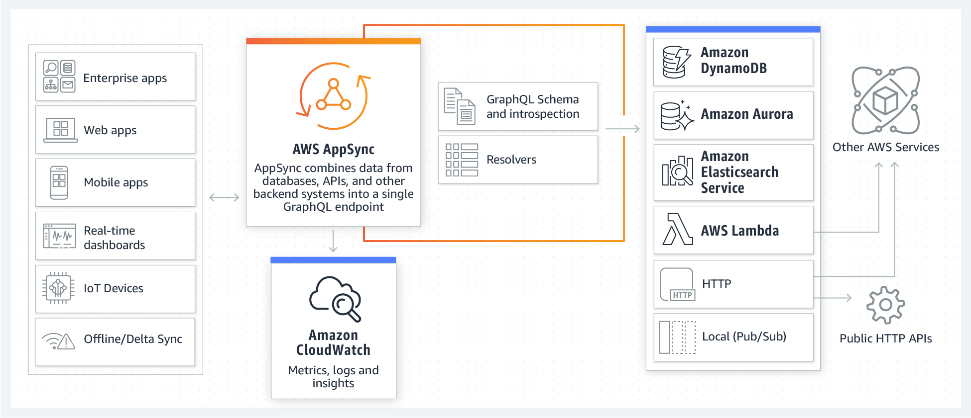 Enterprise apps
Web apps
Mobile apps
Real-time
dashboards
IoT Devices
Offline/Delta Sync
AWS AppSync
AppSync combines data from
databases, APIs, and other
backend systems into a single
GraphQL endpoint
Amazon
CloudWatch
Metrics, logs and
insights
GraphQL Schema
and introspection
Resolvers
Amazon
DynamoDB
Amazon Aurora
Amazon
Elasticsearch
Service
AWS Lambda
HTTP
HTTP
Local (Pub/Sub)
Other AWS Services
Public HTTP APIs